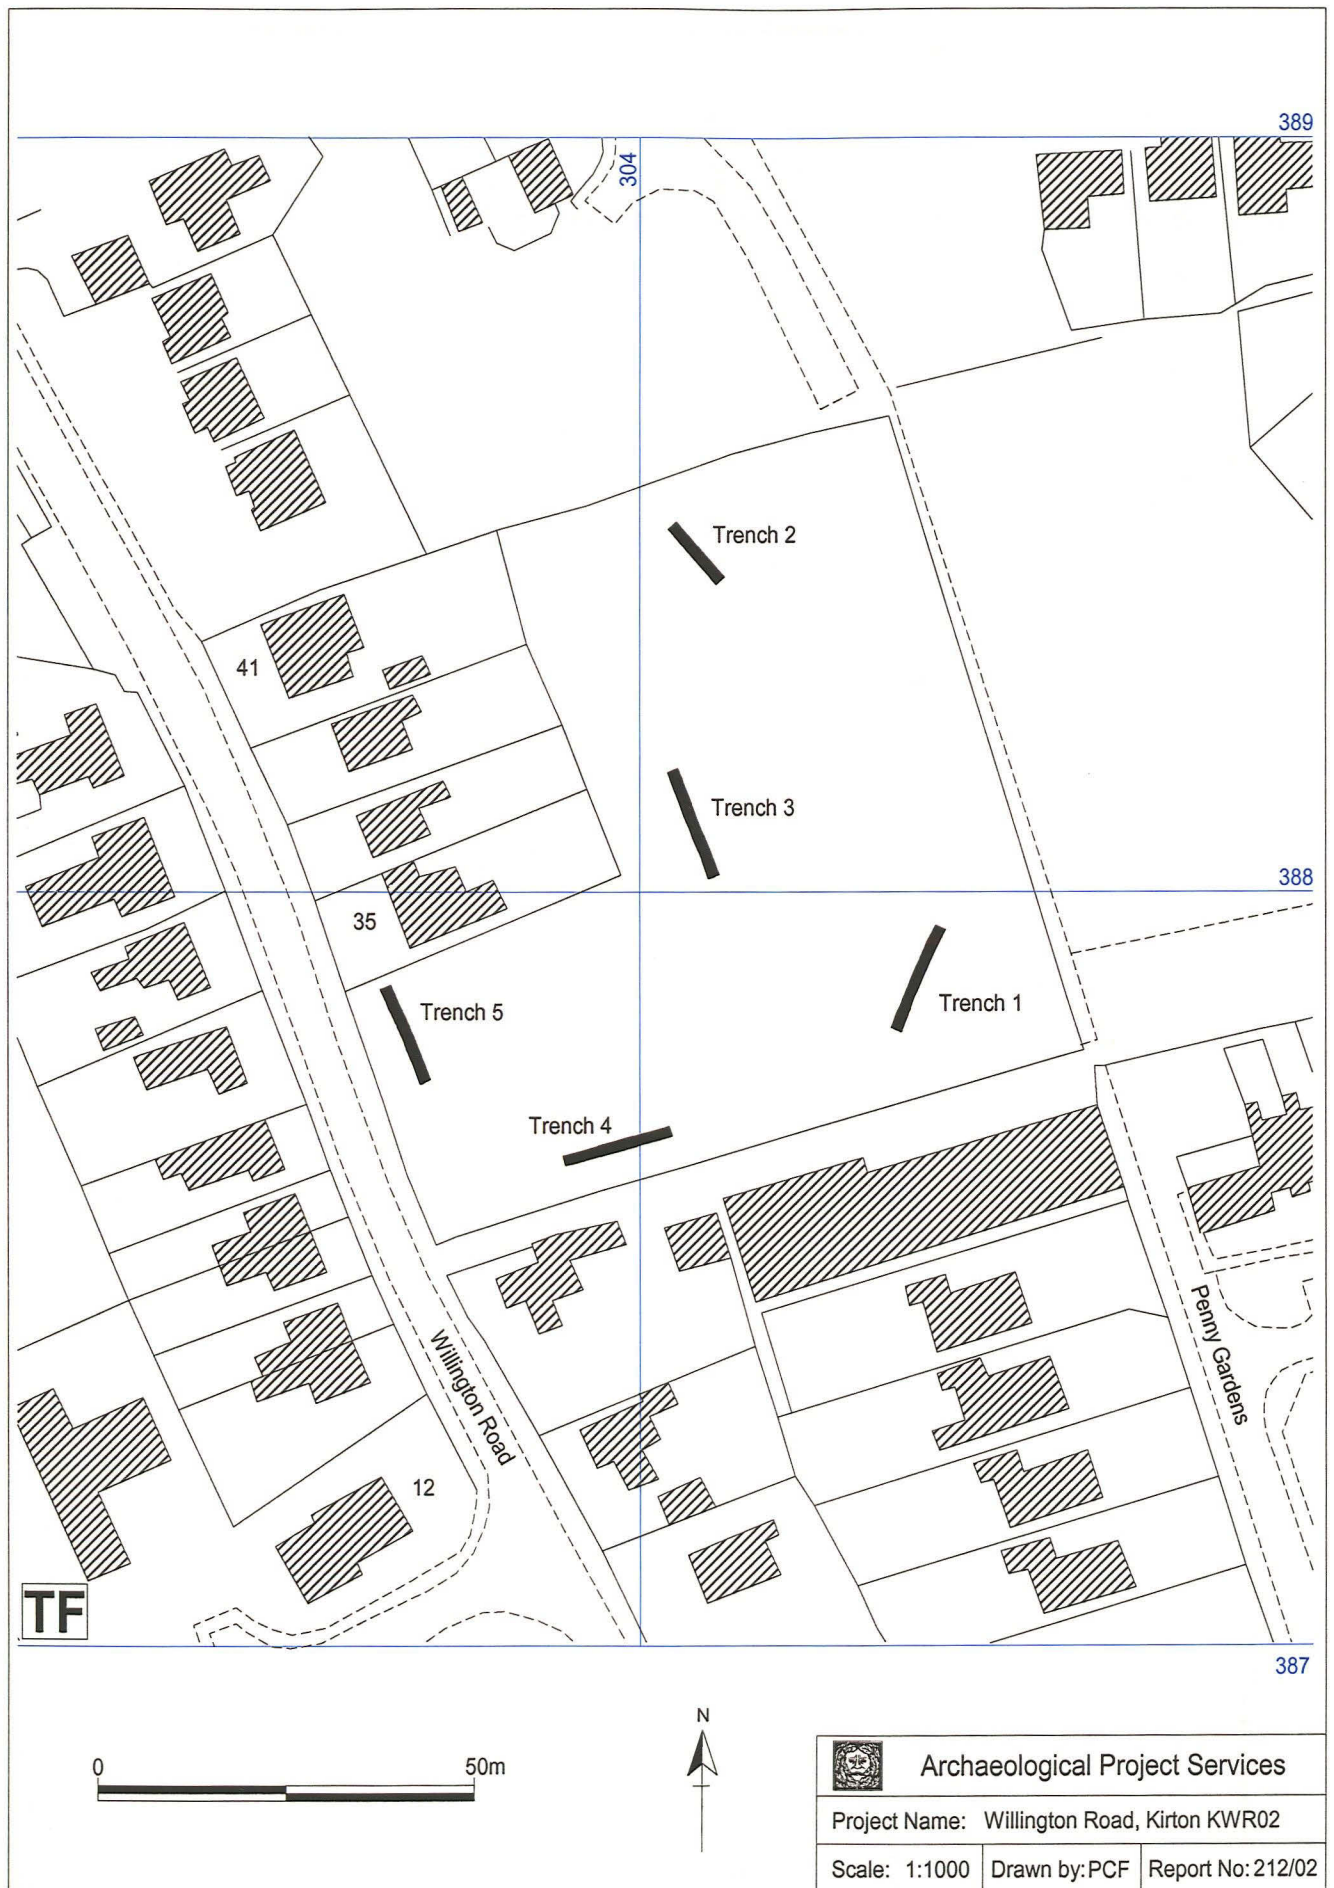 389
304
Trench 2
41
Trench 3
388
35
Trench 1
Trench 5
Trench 4
Penny Gardens
Willington Road
12
TF
387
0 50m
N
Archaeological Project Services
Project Name: Willington Road, Kirton KWR02
Scale: 1:1000 Drawn by: PCF Report No: 212/02